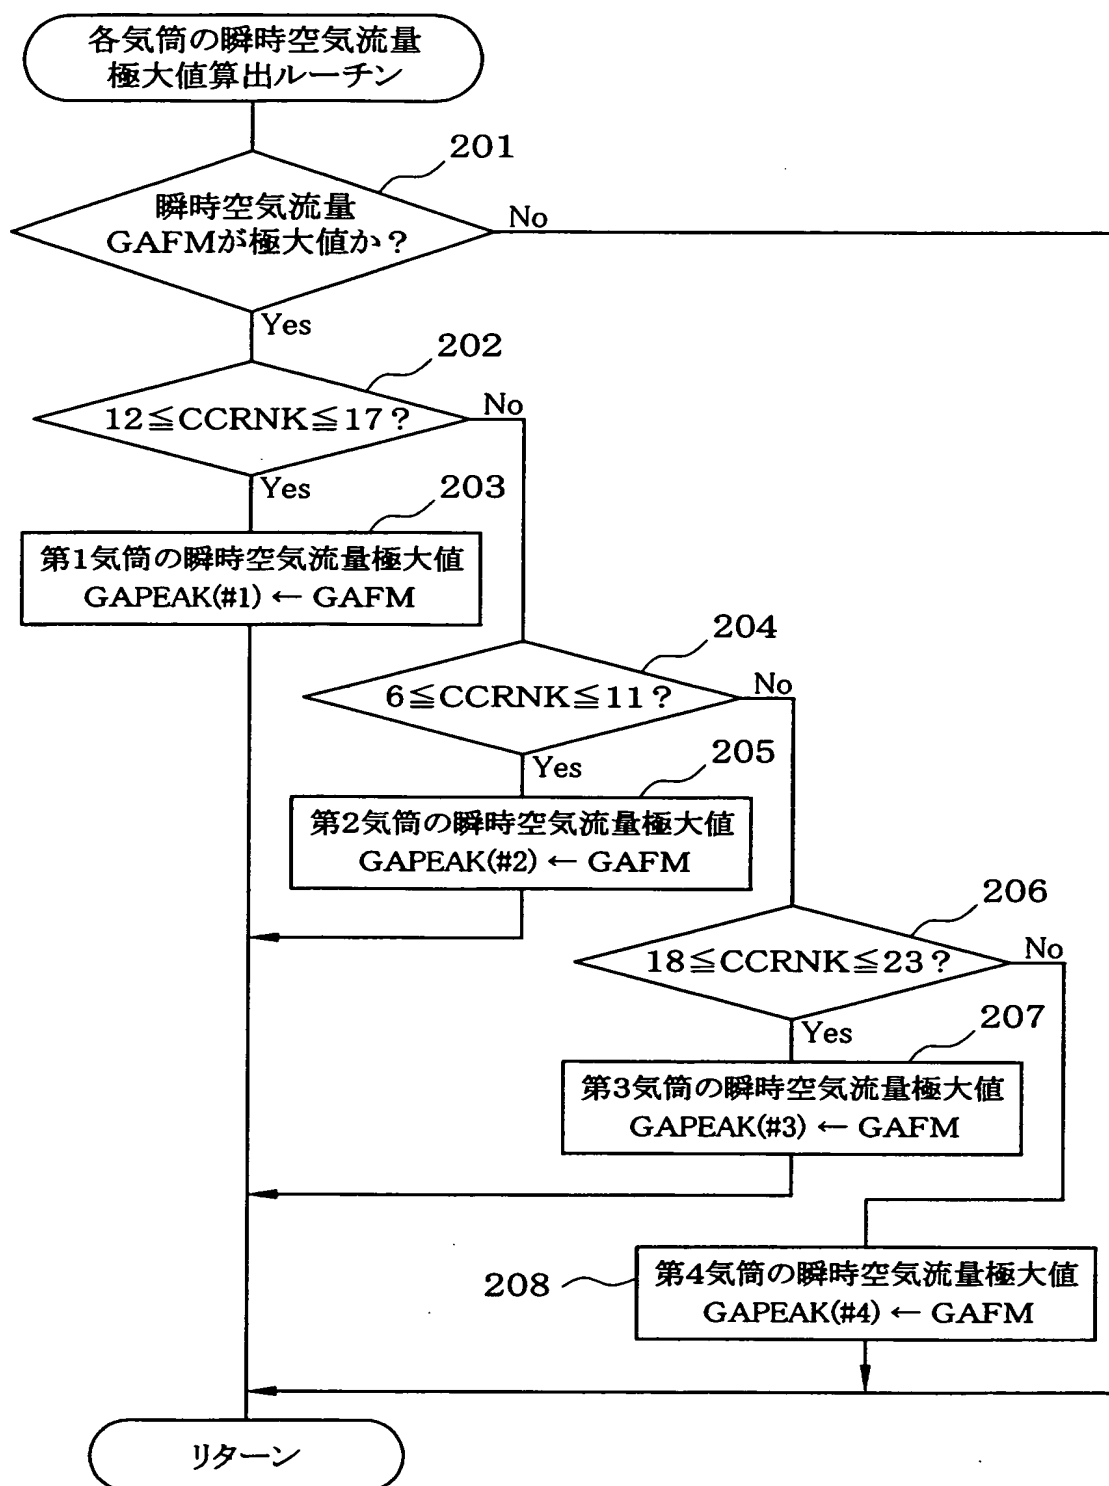 各気筒の瞬時空気流量
極大値算出ルーチン
201
瞬時空気流量
GAFMが極大値か?
No
Yes
202
12≦CCRNK≦17?
No
Yes
203
第1気筒の瞬時空気流量極大値
GAPEAK(#1) ← GAFM
204
6≦CCRNK≦11?
No
Yes
205
第2気筒の瞬時空気流量極大値
GAPEAK(#2) ← GAFM
206
18≦CCRNK≦23?
No
Yes
207
第3気筒の瞬時空気流量極大値
GAPEAK(#3) ← GAFM
208
第4気筒の瞬時空気流量極大値
GAPEAK(#4) ← GAFM
リターン